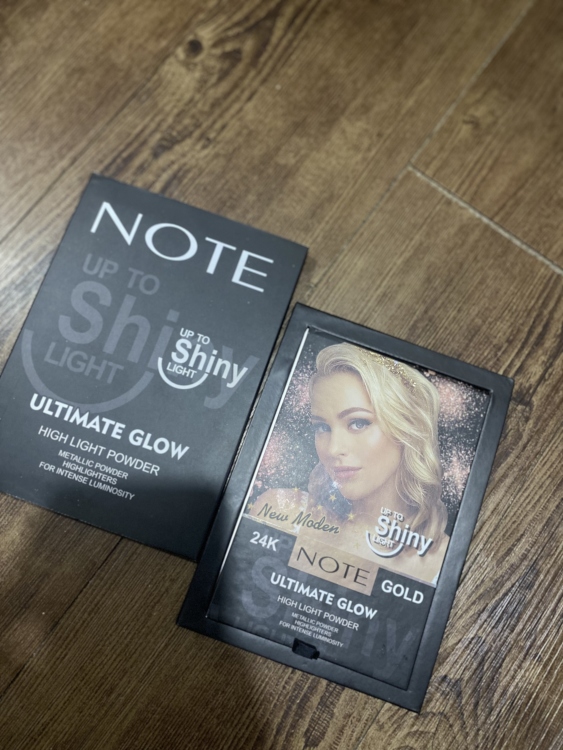 NOTE
UP TO
Shiny
LIGHT
UP TO
Shiny
LIGHT
ULTIMATE GLOW
HIGH LIGHT POWDER
METALLIC POWDER
HIGHLIGHTERS
FOR INTENSE LUMINOSITY
New Moden
UP TO
Shiny
LIGHT
24K
NOTE
GOLD
ULTIMATE GLOW
HIGH LIGHT POWDER
METALLIC POWDER
HIGHLIGHTERS
FOR INTENSE LUMINOSITY